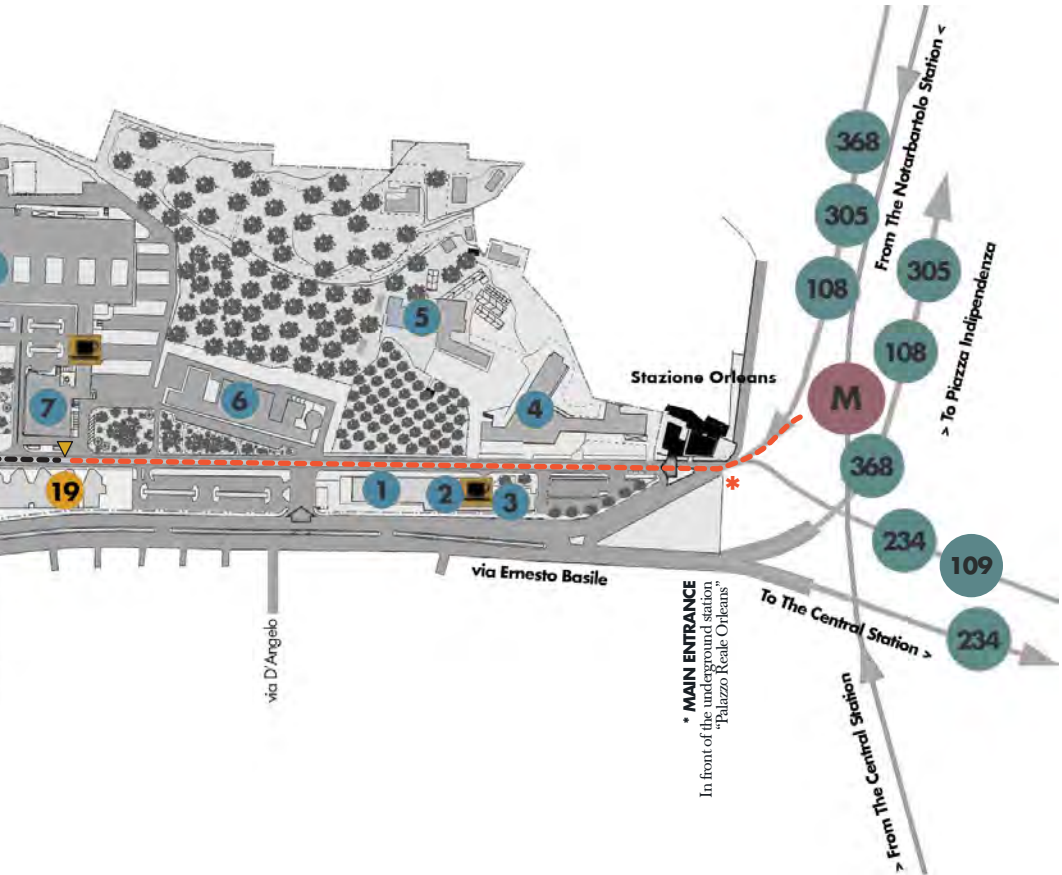 368
From The Notarbartolo Station <
305
305
108
> To Piazza Indipendenza
108
5
Stazione Orleans
M
6
7
4
368
19
1
2
3
*
234
109
via Ernesto Basile
* MAIN ENTRANCE
In front of the underground station
“Palazzo Reale Orleans”
To The Central Station >
234
via D'Angelo
> From The Central Station